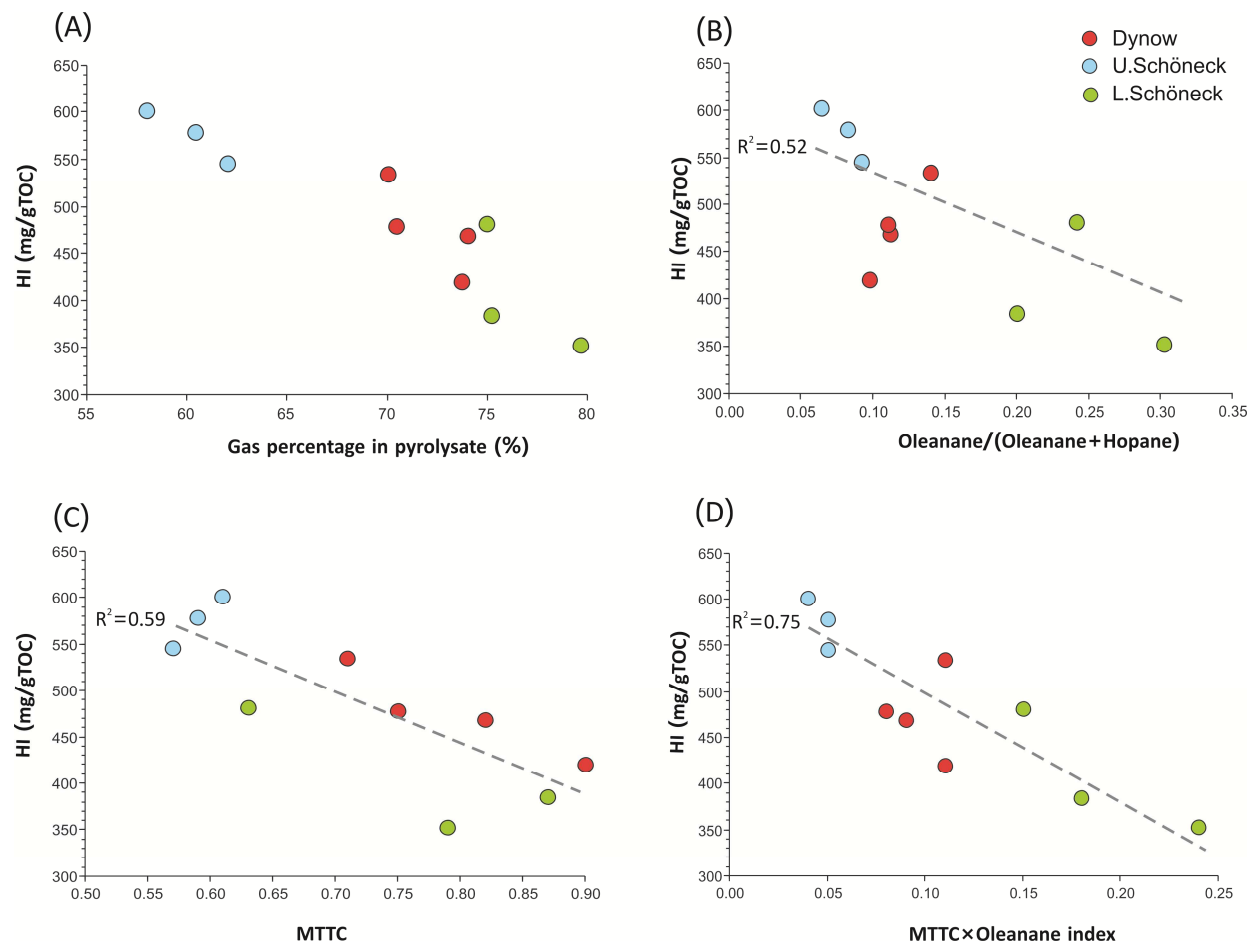 (A)
650
600
550
500
450
400
350
300
HI (mg/gTOC)
55 60 65 70 75 80
Gas percentage in pyrolysate (%)
(B)
Dynow
U.Schöneck
L.Schöneck
650
600
550
500
450
400
350
300
HI (mg/gTOC)
R²=0.52
0.00 0.05 0.10 0.15 0.20 0.25 0.30 0.35
Oleanane/(Oleanane+Hopane)
(C)
650
600
550
500
450
400
350
300
HI (mg/gTOC)
R²=0.59
0.50 0.55 0.60 0.65 0.70 0.75 0.80 0.85 0.90
MTTC
(D)
650
600
550
500
450
400
350
300
HI (mg/gTOC)
R²=0.75
0.00 0.05 0.10 0.15 0.20 0.25
MTTC×Oleanane index